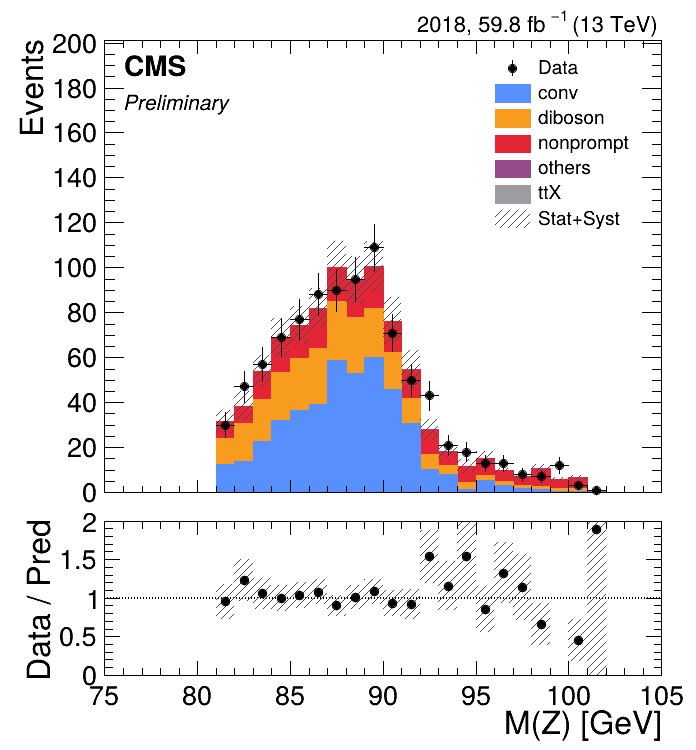 2018, 59.8 fb⁻¹ (13 TeV)
CMS
Preliminary
Data
conv
diboson
nonprompt
others
ttX
Stat+Syst
Events
200
180
160
140
120
100
80
60
40
20
0
Data / Pred
2
1.5
1
0.5
0
75 80 85 90 95 100 105
M(Z) [GeV]